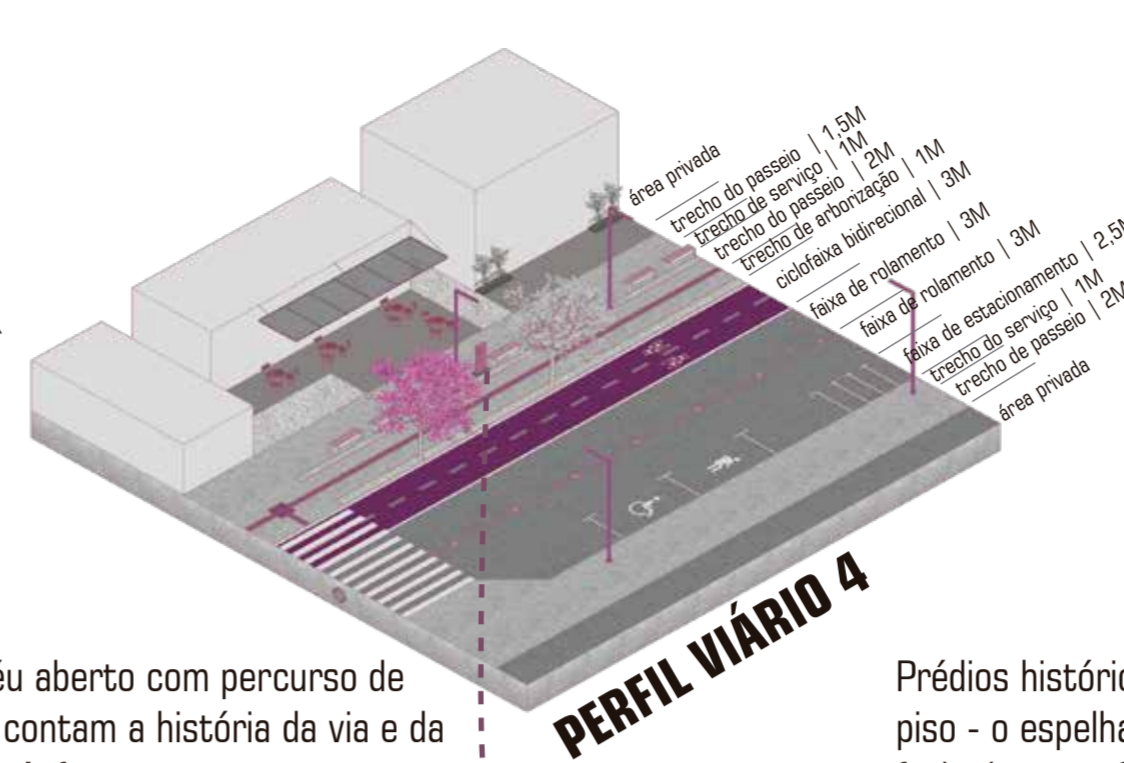 área privada
trecho do passeio | 1,5M
trecho de serviço | 1M
trecho do passeio | 2M
trecho de arborização | 1M
ciclofaixa bidirecional | 3M
faixa de rolamento | 3M
faixa de rolamento | 3M
faixa de estacionamento | 2,5M
trecho do serviço | 1M
trecho de passeio | 2M
área privada
PERFIL VIÁRIO 4
éu aberto com percurso de
contam a história da via e da
Prédios históric
piso - o espelha